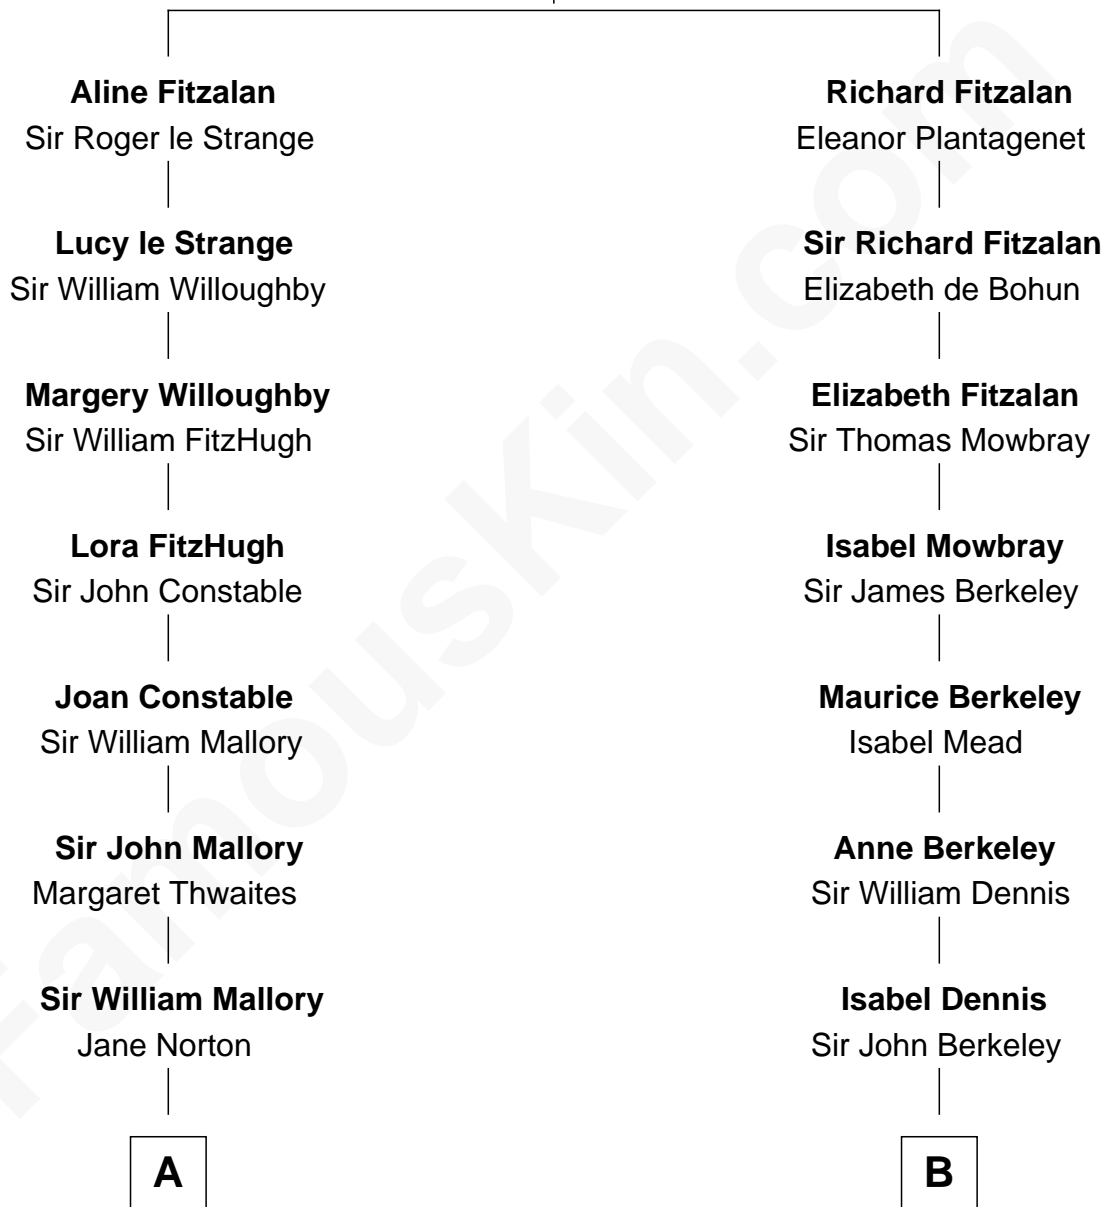 Aline Fitzalan
Sir Roger le Strange
Richard Fitzalan
Eleanor Plantagenet
Lucy le Strange
Sir William Willoughby
Sir Richard Fitzalan
Elizabeth de Bohun
Margery Willoughby
Sir William FitzHugh
Elizabeth Fitzalan
Sir Thomas Mowbray
Lora FitzHugh
Sir John Constable
Isabel Mowbray
Sir James Berkeley
Joan Constable
Sir William Mallory
Maurice Berkeley
Isabel Mead
Sir John Mallory
Margaret Thwaites
Anne Berkeley
Sir William Dennis
Sir William Mallory
Jane Norton
Isabel Dennis
Sir John Berkeley
A
B
FamousKin.com